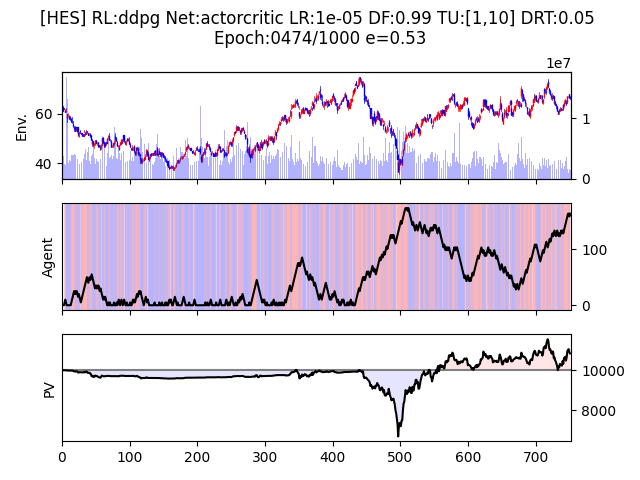 [HES] RL:ddpg Net:actorcritic LR:1e-05 DF:0.99 TU:[1,10] DRT:0.05
Epoch:0474/1000 e=0.53
1e7
Env.
60
40
1
0
Agent
100
0
PV
10000
8000
0 100 200 300 400 500 600 700